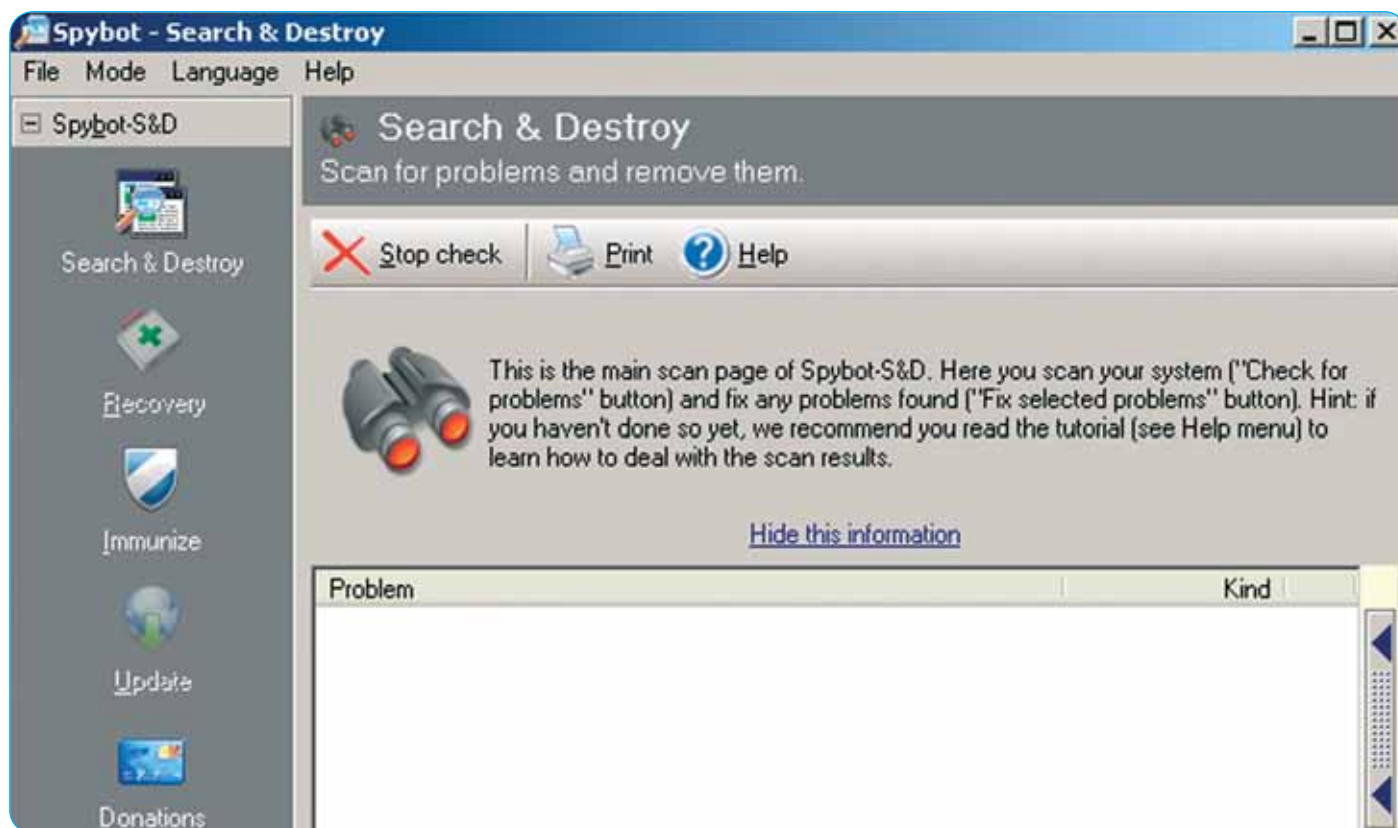 Spybot - Search & Destroy
File Mode Language Help
Spybot-S&D
Search & Destroy
Recovery
Immunize
Update
Donations
Search & Destroy
Scan for problems and remove them.
Stop check Print Help
This is the main scan page of Spybot-S&D. Here you scan your system ("Check for
problems" button) and fix any problems found ("Fix selected problems" button). Hint: if
you haven't done so yet, we recommend you read the tutorial (see Help menu) to
learn how to deal with the scan results.
Hide this information
Problem Kind